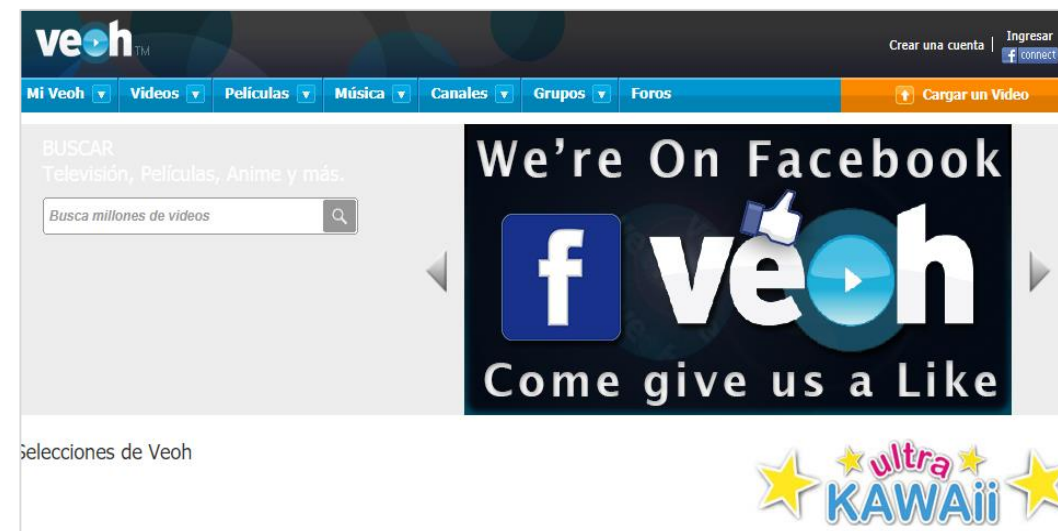 veoh TM
Crear una cuenta | Ingresar
f connect
Mi Veoh Videos Películas Música Canales Grupos Foros Cargar un Video
BUSCAR
Televisión, Películas, Anime y más.
Busca millones de videos
We're On Facebook
f veoh
Come give us a Like
Selecciones de Veoh
ultra
KAWAii